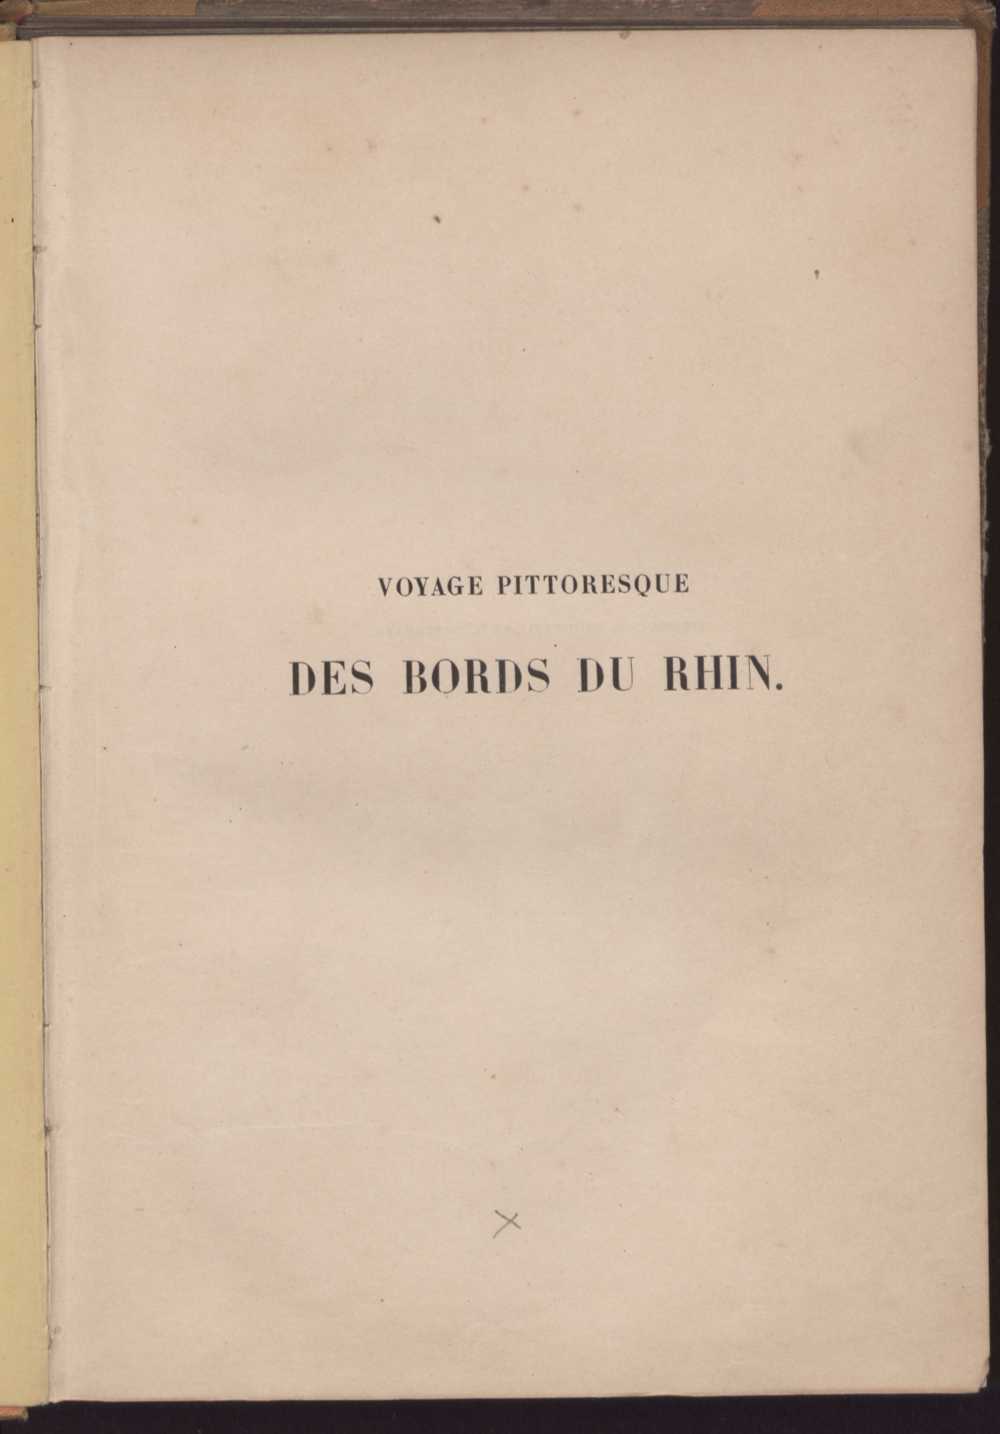 VOYAGE PITTORESQUE
DES BORDS DU RHIN.